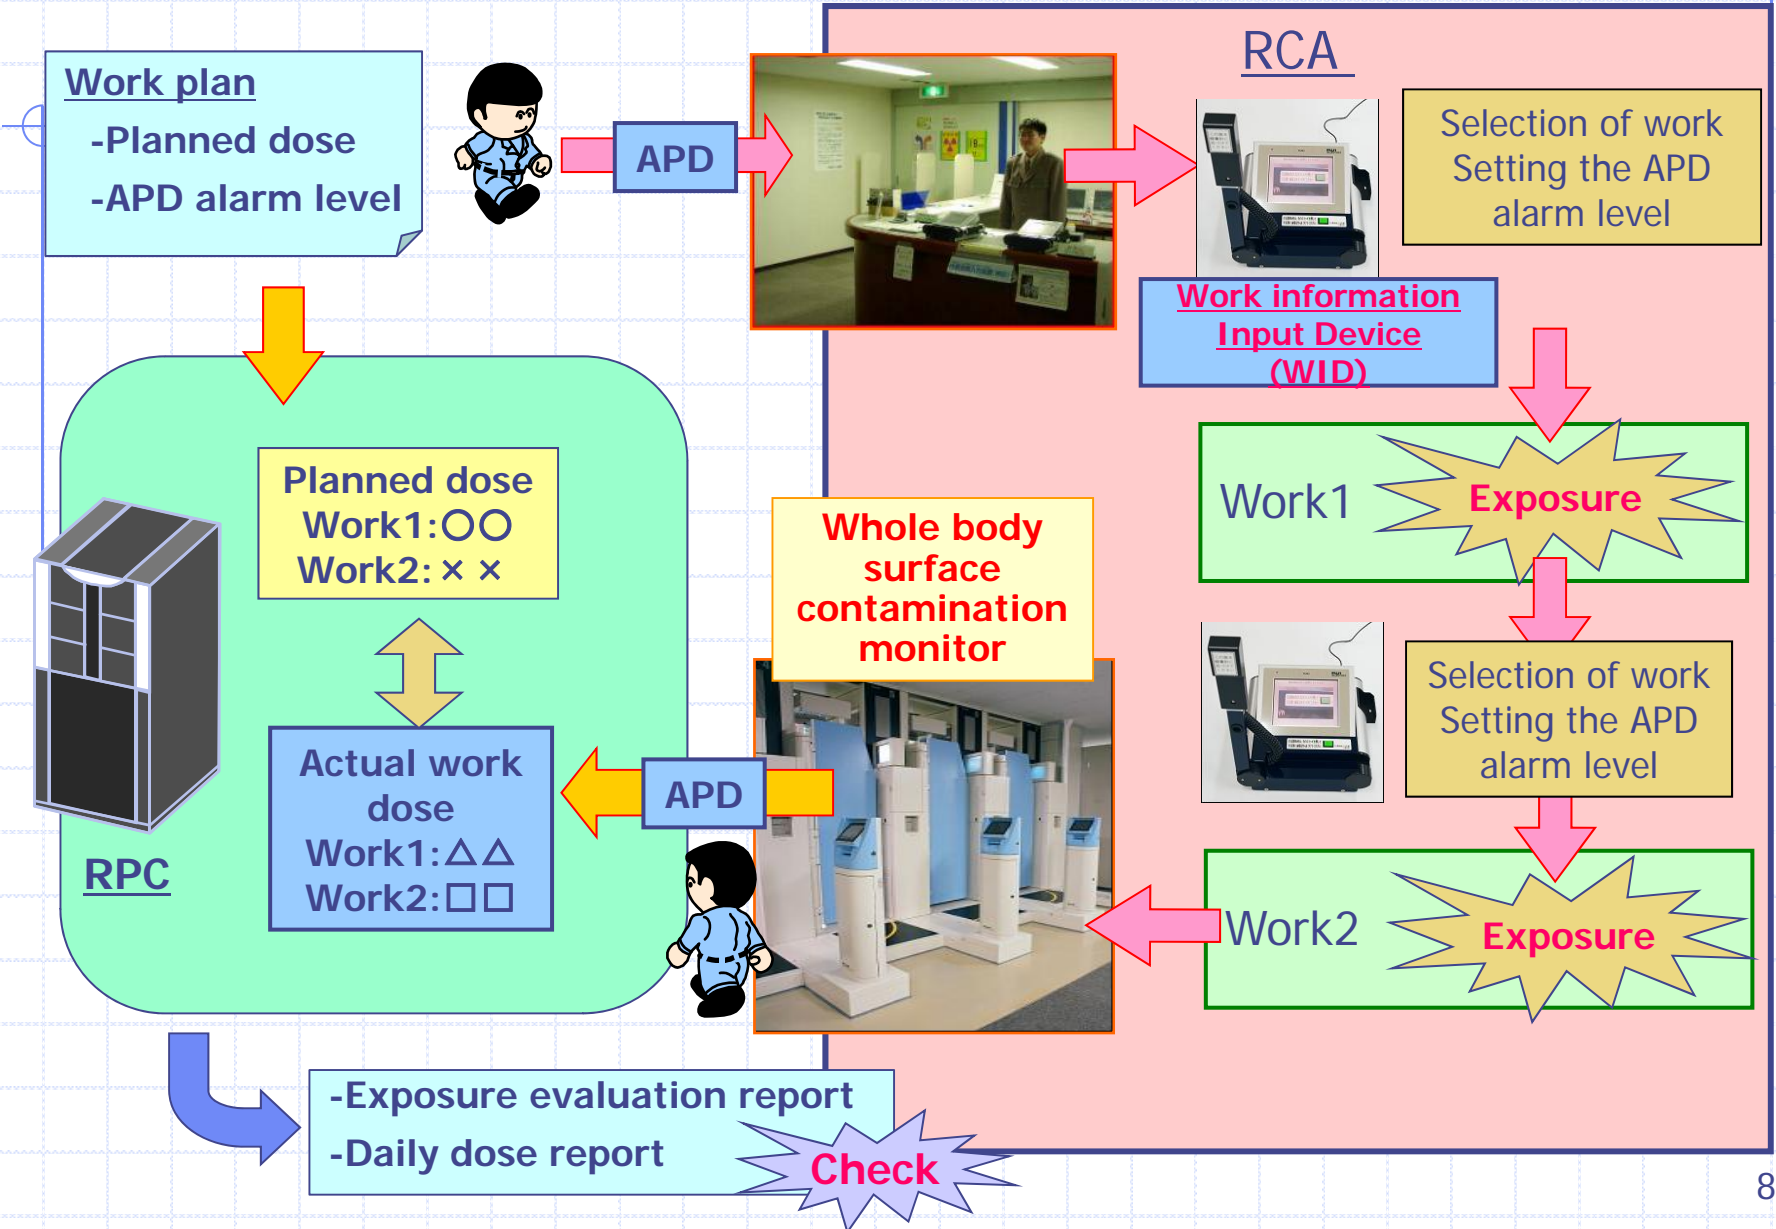 RCA
Work plan
-Planned dose
-APD alarm level
APD
Selection of work
Setting the APD
alarm level
Work information
Input Device
(WID)
Planned dose
Work1:○○
Work2:××
Work1
Exposure
Whole body
surface
contamination
monitor
Selection of work
Setting the APD
alarm level
Actual work
dose
Work1:△△
Work2:□□
APD
RPC
Work2
Exposure
-Exposure evaluation report
-Daily dose report
Check
8